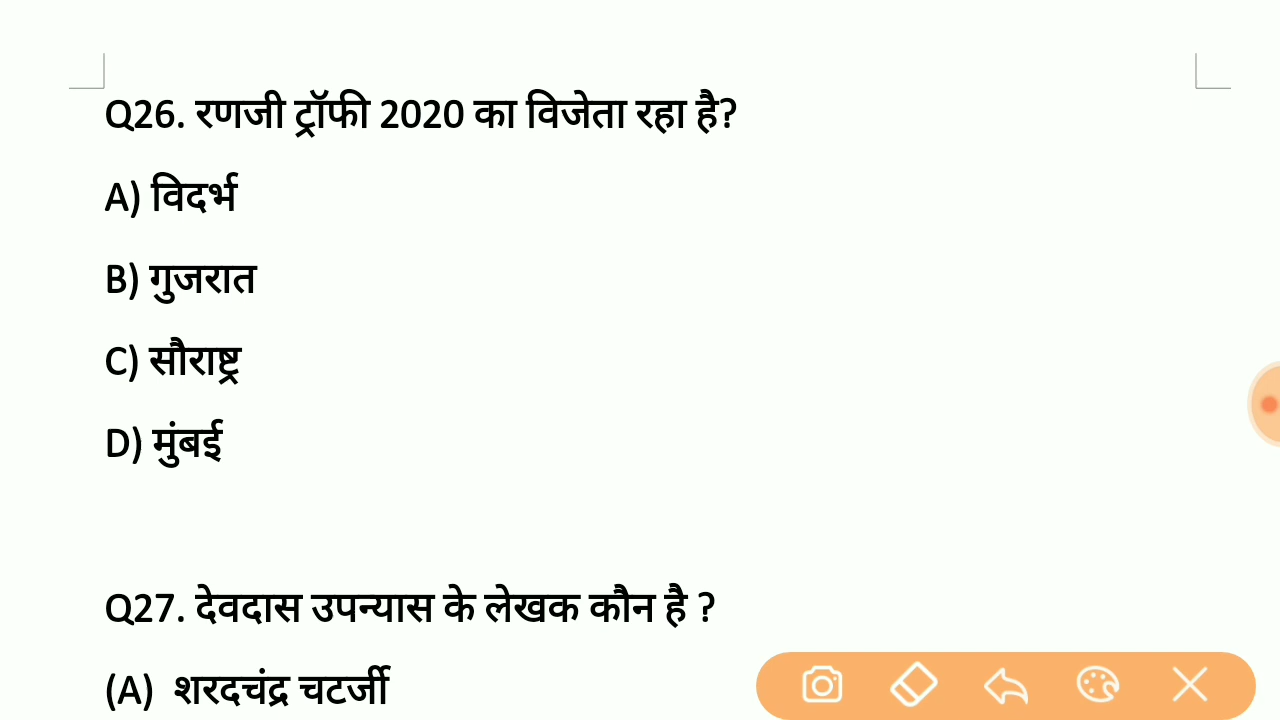 Q26. रणजी ट्रॉफी 2020 का विजेता रहा है?
A) विदर्भ
B) गुजरात
C) सौराष्ट्र
D) मुंबई
Q27. देवदास उपन्यास के लेखक कौन है ?
(A) शरदचंद्र चटर्जी